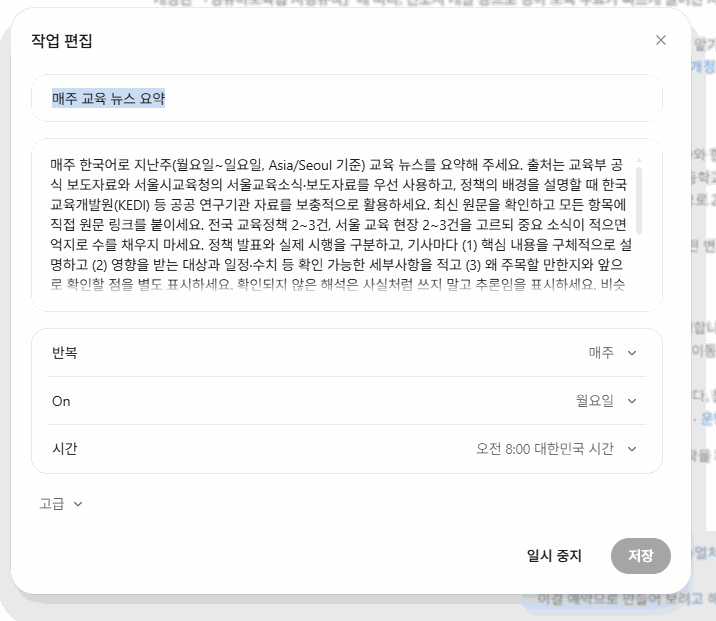 작업 편집
매주 교육 뉴스 요약
매주 한국어로 지난주(월요일~일요일, Asia/Seoul 기준) 교육 뉴스를 요약해 주세요. 출처는 교육부 공
식 보도자료와 서울시교육청의 서울교육소식·보도자료를 우선 사용하고, 정책의 배경을 설명할 때 한국
교육개발원(KEDI) 등 공공 연구기관 자료를 보충적으로 활용하세요. 최신 원문을 확인하고 모든 항목에
직접 원문 링크를 붙이세요. 전국 교육정책 2~3건, 서울 교육 현장 2~3건을 고르되 중요 소식이 적으면
억지로 수를 채우지 마세요. 정책 발표와 실제 시행을 구분하고, 기사마다 (1) 핵심 내용을 구체적으로 설
명하고 (2) 영향을 받는 대상과 일정·수치 등 확인 가능한 세부사항을 적고 (3) 왜 주목할 만한지와 앞으
로 확인할 점을 별도 표시하세요. 확인되지 않은 해석은 사실처럼 쓰지 말고 추론임을 표시하세요. 비슷
반복
매주
On
월요일
시간
오전 8:00 대한민국 시간
고급
일시 중지
저장